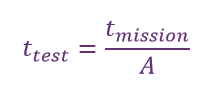 t_test = t_mission / A